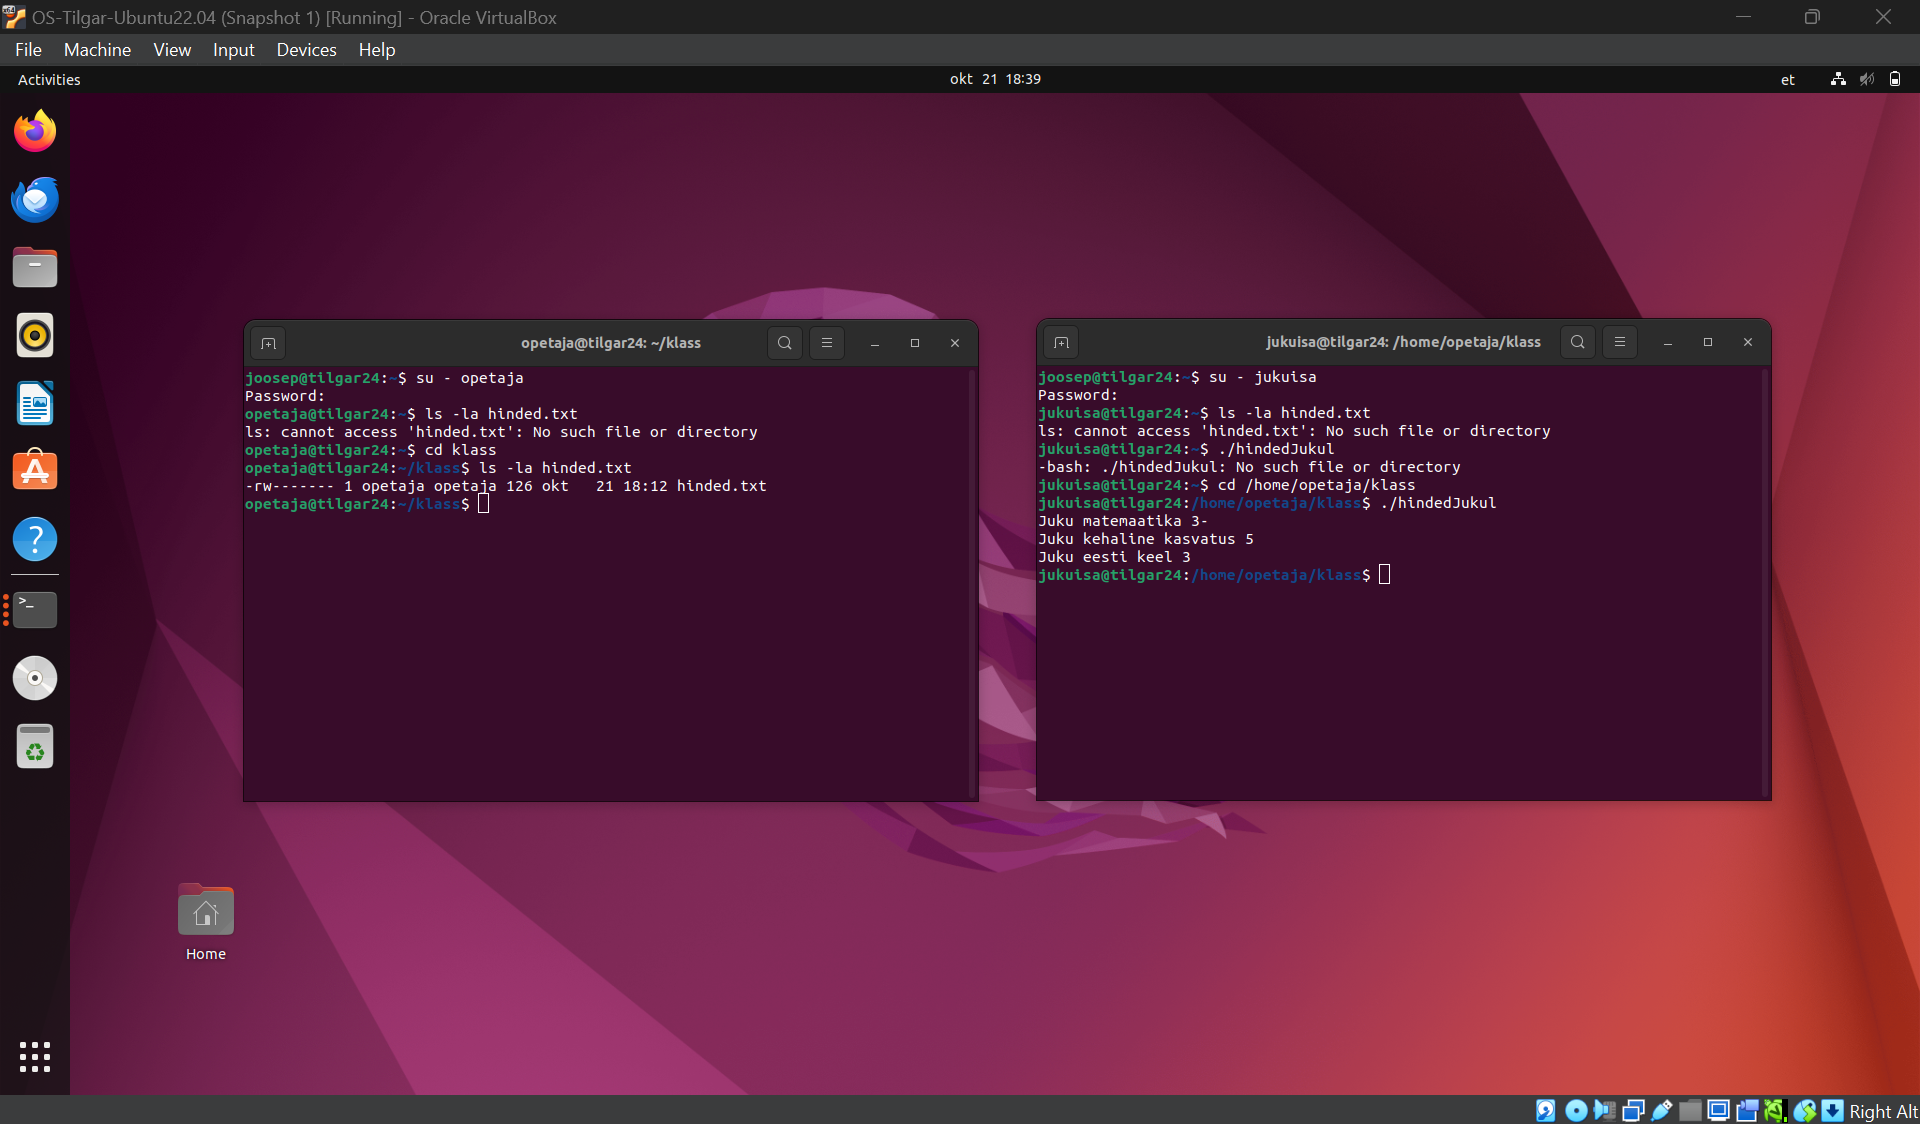 OS-Tilgar-Ubuntu22.04 (Snapshot 1) [Running] - Oracle VirtualBox
File Machine View Input Devices Help
Activities
okt 21 18:39
et
opetaja@tilgar24: ~/klass
joosep@tilgar24:~$ su - opetaja
Password:
opetaja@tilgar24:~$ ls -la hinded.txt
ls: cannot access 'hinded.txt': No such file or directory
opetaja@tilgar24:~$ cd klass
opetaja@tilgar24:~/klass$ ls -la hinded.txt
-rw------- 1 opetaja opetaja 126 okt   21 18:12 hinded.txt
opetaja@tilgar24:~/klass$
jukuisa@tilgar24: /home/opetaja/klass
joosep@tilgar24:~$ su - jukuisa
Password:
jukuisa@tilgar24:~$ ls -la hinded.txt
ls: cannot access 'hinded.txt': No such file or directory
jukuisa@tilgar24:~$ ./hindedJukul
-bash: ./hindedJukul: No such file or directory
jukuisa@tilgar24:~$ cd /home/opetaja/klass
jukuisa@tilgar24:/home/opetaja/klass$ ./hindedJukul
Juku matemaatika 3-
Juku kehaline kasvatus 5
Juku eesti keel 3
jukuisa@tilgar24:/home/opetaja/klass$
Home
Right Alt